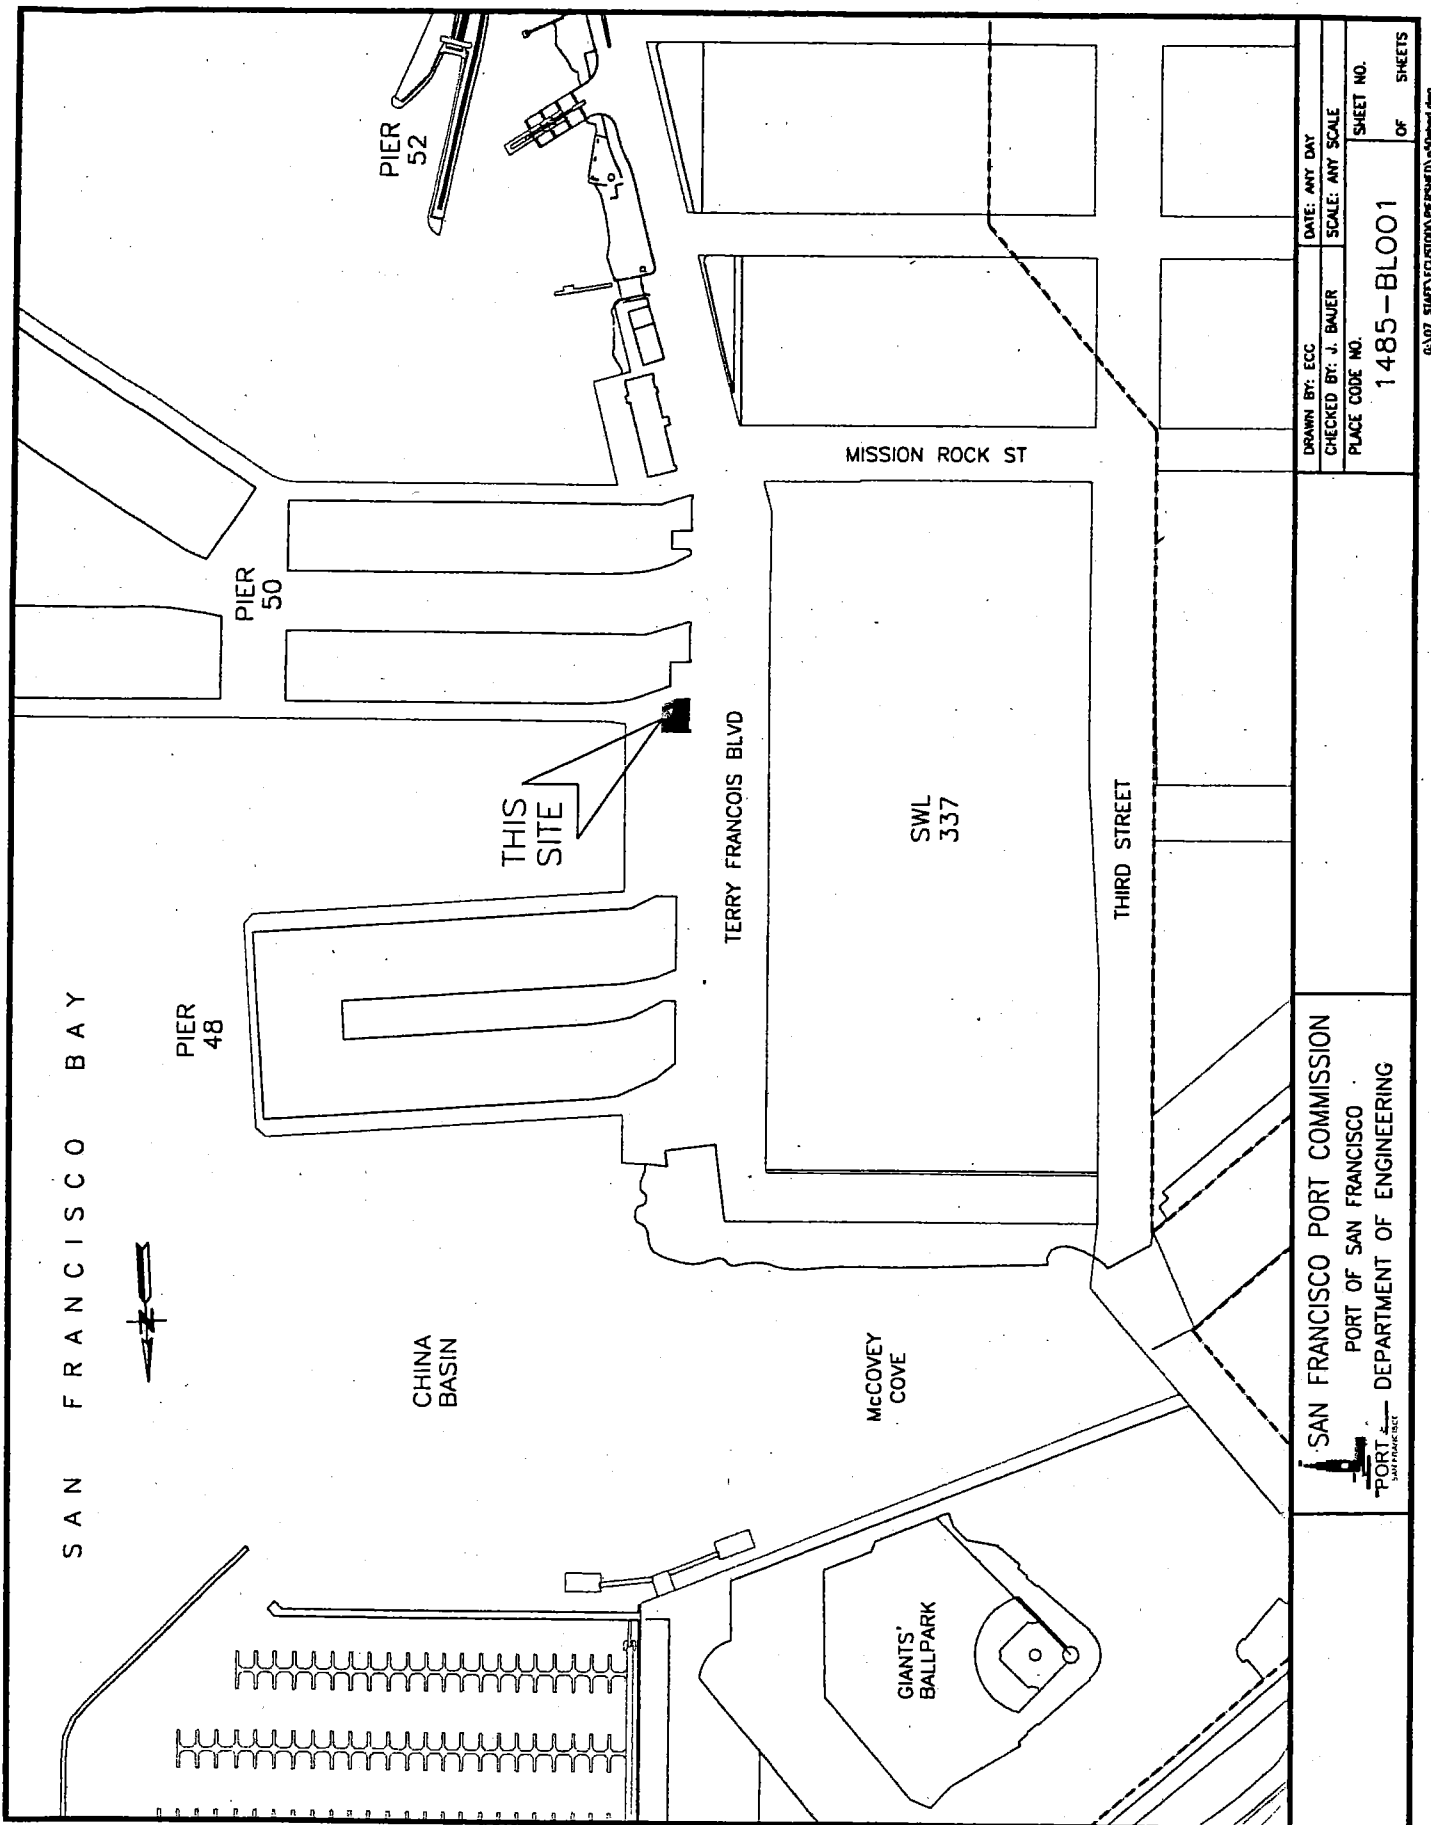 SAN FRANCISCO BAY
PIER
48
PIER
50
PIER
52
THIS
SITE
CHINA
BASIN
McCOVEY
COVE
GIANTS'
BALLPARK
TERRY FRANCOIS BLVD
SWL
337
MISSION ROCK ST
THIRD STREET
N
SAN FRANCISCO PORT COMMISSION
PORT OF SAN FRANCISCO
DEPARTMENT OF ENGINEERING
PORT
SAN FRANCISCO
DRAWN BY: ECC
DATE: ANY DAY
CHECKED BY: J. BAUER
SCALE: ANY SCALE
PLACE CODE NO.
1485-BL001
SHEET NO.
OF SHEETS